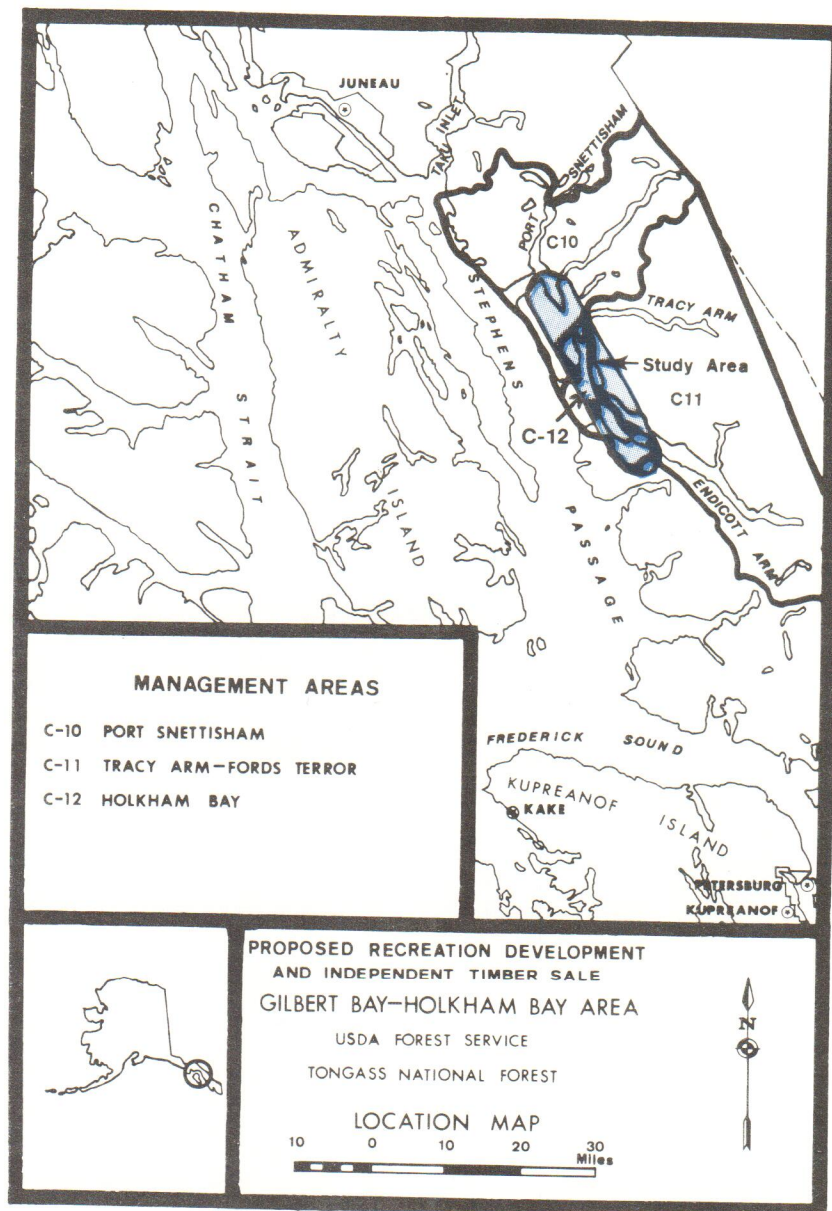 JUNEAU
TAKU INLET
PORT SNETTISHAM
C10
CHATHAM STRAIT
ADMIRALTY ISLAND
STEPHENS PASSAGE
TRACY ARM
Study Area
C11
C-12
ENDICOTT ARM
MANAGEMENT AREAS
C-10 PORT SNETTISHAM
C-11 TRACY ARM—FORDS TERROR
C-12 HOLKHAM BAY
FREDERICK SOUND
KUPREANOF ISLAND
KAKE
PETERSBURG
KUPREANOF
PROPOSED RECREATION DEVELOPMENT
AND INDEPENDENT TIMBER SALE
GILBERT BAY—HOLKHAM BAY AREA
USDA FOREST SERVICE
TONGASS NATIONAL FOREST
LOCATION MAP
10 0 10 20 30
Miles
N